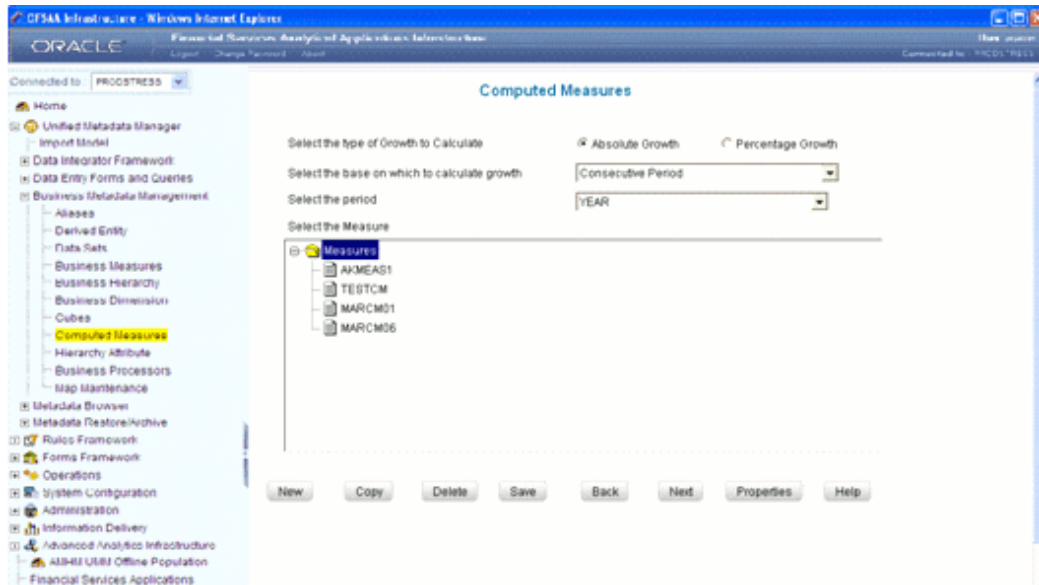 OFSAA Infrastructure - Windows Internet Explorer
ORACLE
Financial Services Analytical Applications Infrastructure
User
Logout Change Password About
Connected to : PRODSTRESS
Connected to : PRODSTRESS
Home
Unified Metadata Manager
Import Model
Data Integrator Framework
Data Entry Forms and Queries
Business Metadata Management
Aliases
Derived Entity
Data Sets
Business Measures
Business Hierarchy
Business Dimension
Cubes
Computed Measures
Hierarchy Attribute
Business Processors
Map Maintenance
Metadata Browser
Metadata Restore/Archive
Rules Framework
Forms Framework
Operations
System Configuration
Administration
Information Delivery
Advanced Analytics Infrastructure
AMHM UMM Offline Population
Financial Services Applications
Computed Measures
Select the type of Growth to Calculate
Absolute Growth
Percentage Growth
Select the base on which to calculate growth
Consecutive Period
Select the period
YEAR
Select the Measure
Measures
AKMEAS1
TESTCM
MARCM01
MARCM06
New Copy Delete Save Back Next Properties Help